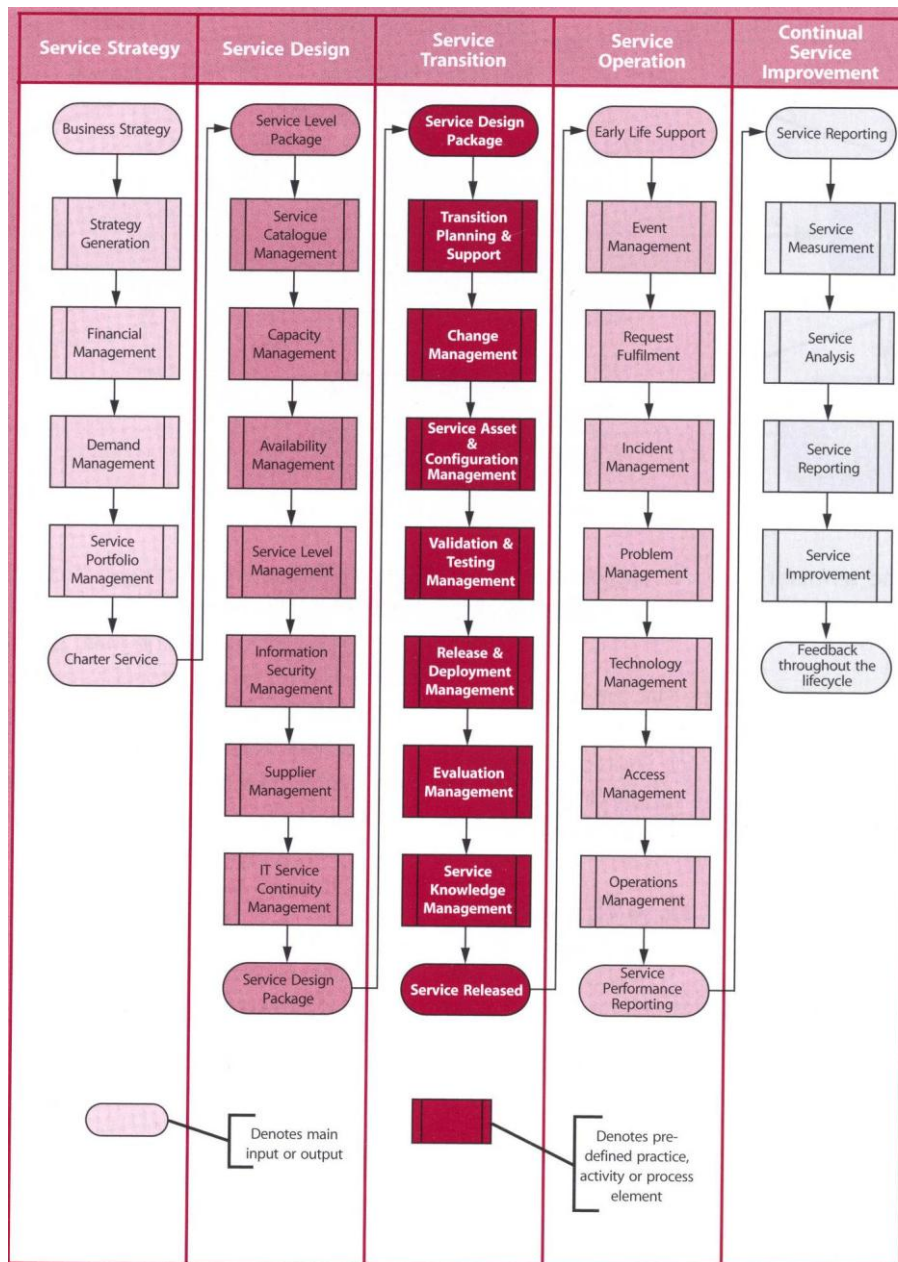 Service Strategy
Service Design
Service
Transition
Service
Operation
Continual
Service
Improvement
Business Strategy
Strategy
Generation
Financial
Management
Demand
Management
Service
Portfolio
Management
Charter Service
Service Level
Package
Service
Catalogue
Management
Capacity
Management
Availability
Management
Service Level
Management
Information
Security
Management
Supplier
Management
IT Service
Continuity
Management
Service Design
Package
Service Design
Package
Transition
Planning &
Support
Change
Management
Service Asset
&
Configuration
Management
Validation &
Testing
Management
Release &
Deployment
Management
Evaluation
Management
Service
Knowledge
Management
Service Released
Early Life Support
Event
Management
Request
Fulfilment
Incident
Management
Problem
Management
Technology
Management
Access
Management
Operations
Management
Service
Performance
Reporting
Service Reporting
Service
Measurement
Service
Analysis
Service
Reporting
Service
Improvement
Feedback
throughout the
lifecycle
Denotes main
input or output
Denotes pre-
defined practice,
activity or process
element